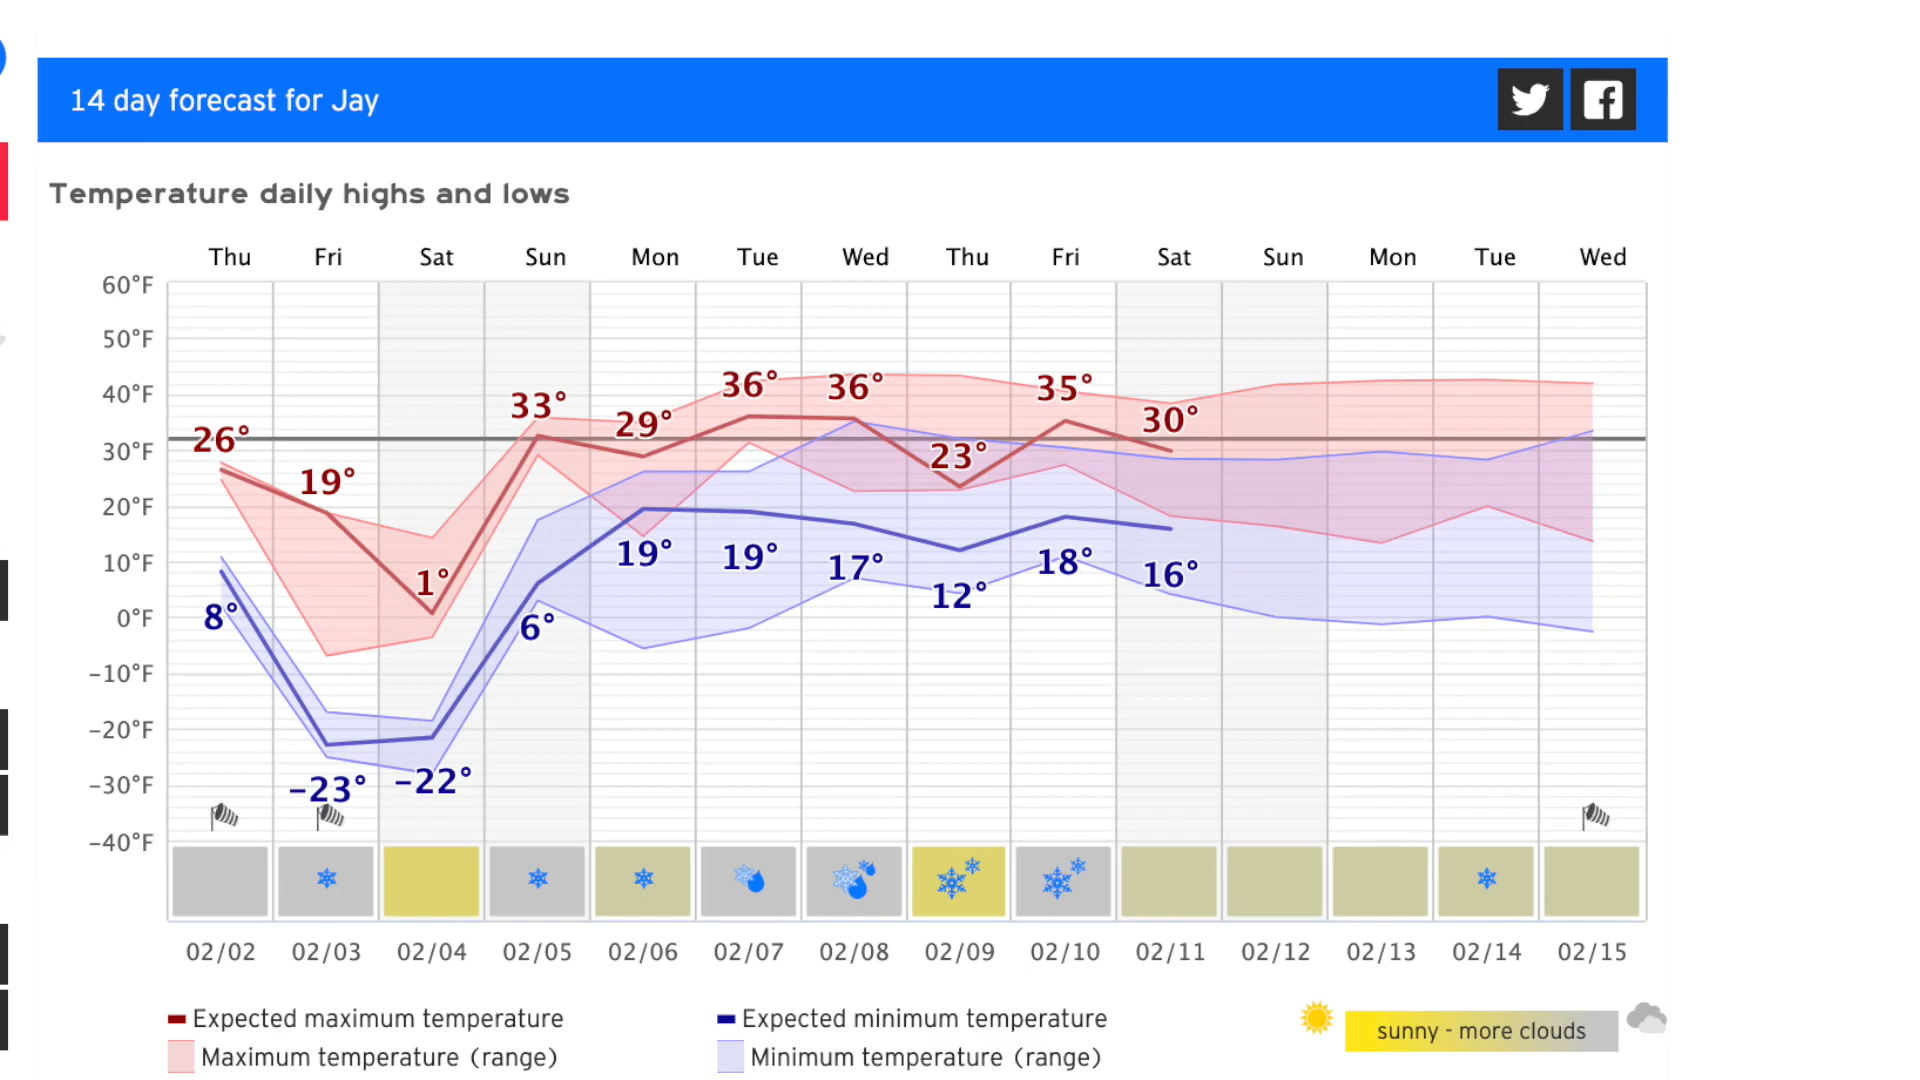 14 day forecast for Jay
Temperature daily highs and lows
Thu Fri Sat Sun Mon Tue Wed Thu Fri Sat Sun Mon Tue Wed
60°F
50°F
40°F
30°F
20°F
10°F
0°F
−10°F
−20°F
−30°F
−40°F
26° 19° 1° 33° 29° 36° 36° 23° 35° 30°
8° −23° −22° 6° 19° 19° 17° 12° 18° 16°
02/02 02/03 02/04 02/05 02/06 02/07 02/08 02/09 02/10 02/11 02/12 02/13 02/14 02/15
Expected maximum temperature
Expected minimum temperature
sunny - more clouds
Maximum temperature (range)
Minimum temperature (range)